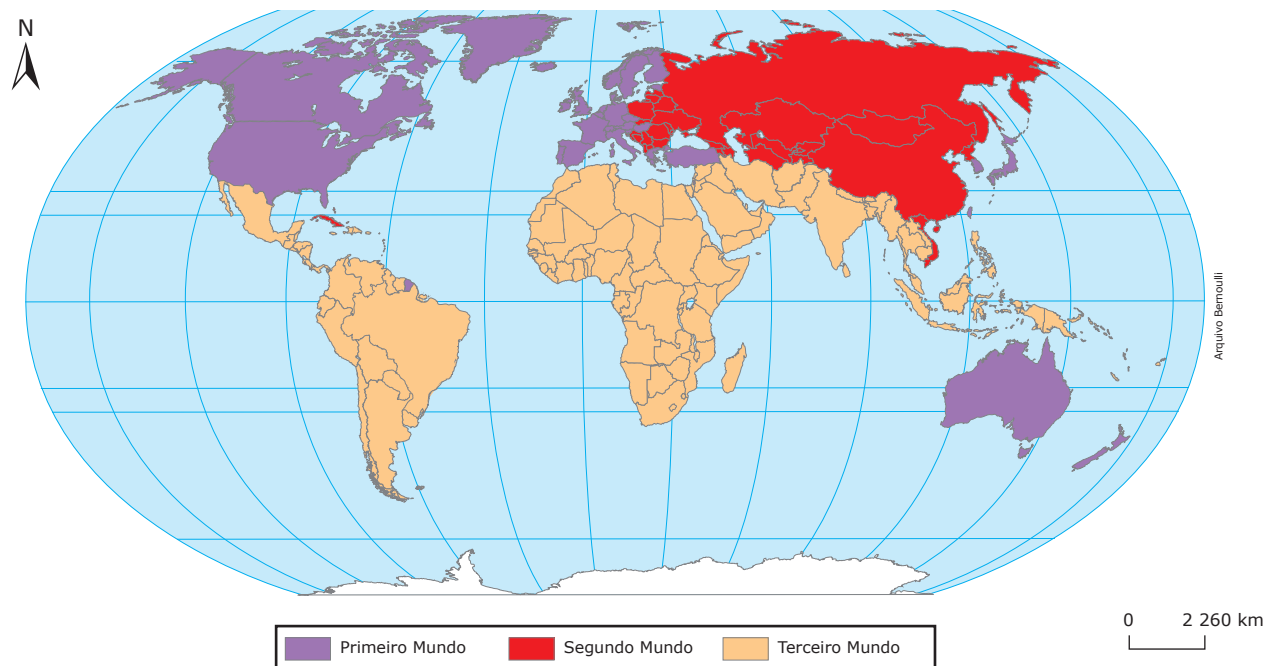 N
Arquivo Bernoulli
Primeiro Mundo
Segundo Mundo
Terceiro Mundo
0 2 260 km